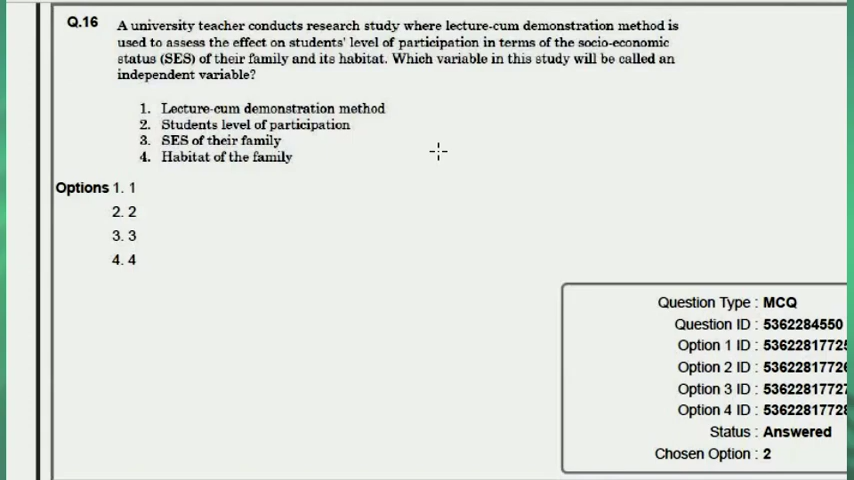 Q.16 A university teacher conducts research study where lecture-cum demonstration method is
used to assess the effect on students' level of participation in terms of the socio-economic
status (SES) of their family and its habitat. Which variable in this study will be called an
independent variable?
1. Lecture-cum demonstration method
2. Students level of participation
3. SES of their family
4. Habitat of the family
Options 1. 1
2. 2
3. 3
4. 4
Question Type : MCQ
Question ID : 5362284550
Option 1 ID : 53622817725
Option 2 ID : 53622817726
Option 3 ID : 53622817727
Option 4 ID : 53622817728
Status : Answered
Chosen Option : 2